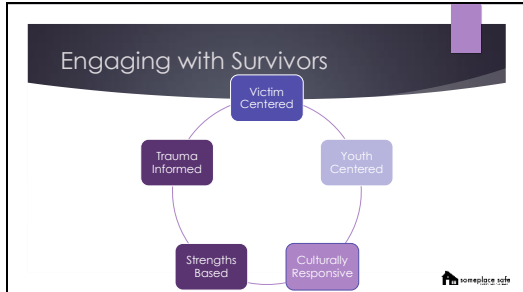 Engaging with Survivors
Victim
Centered
Youth
Centered
Culturally
Responsive
Strengths
Based
Trauma
Informed
someplace safe